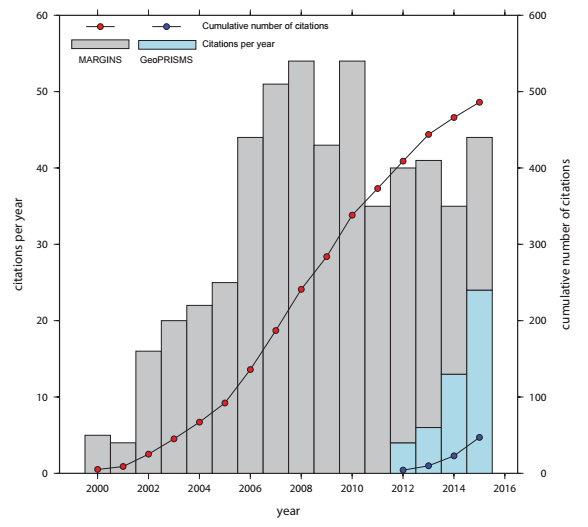 60
600
Cumulative number of citations
Citations per year
MARGINS GeoPRISMS
50
500
40
400
30
300
20
200
10
100
0
0
citations per year
cumulative number of citations
2000 2002 2004 2006 2008 2010 2012 2014 2016
year